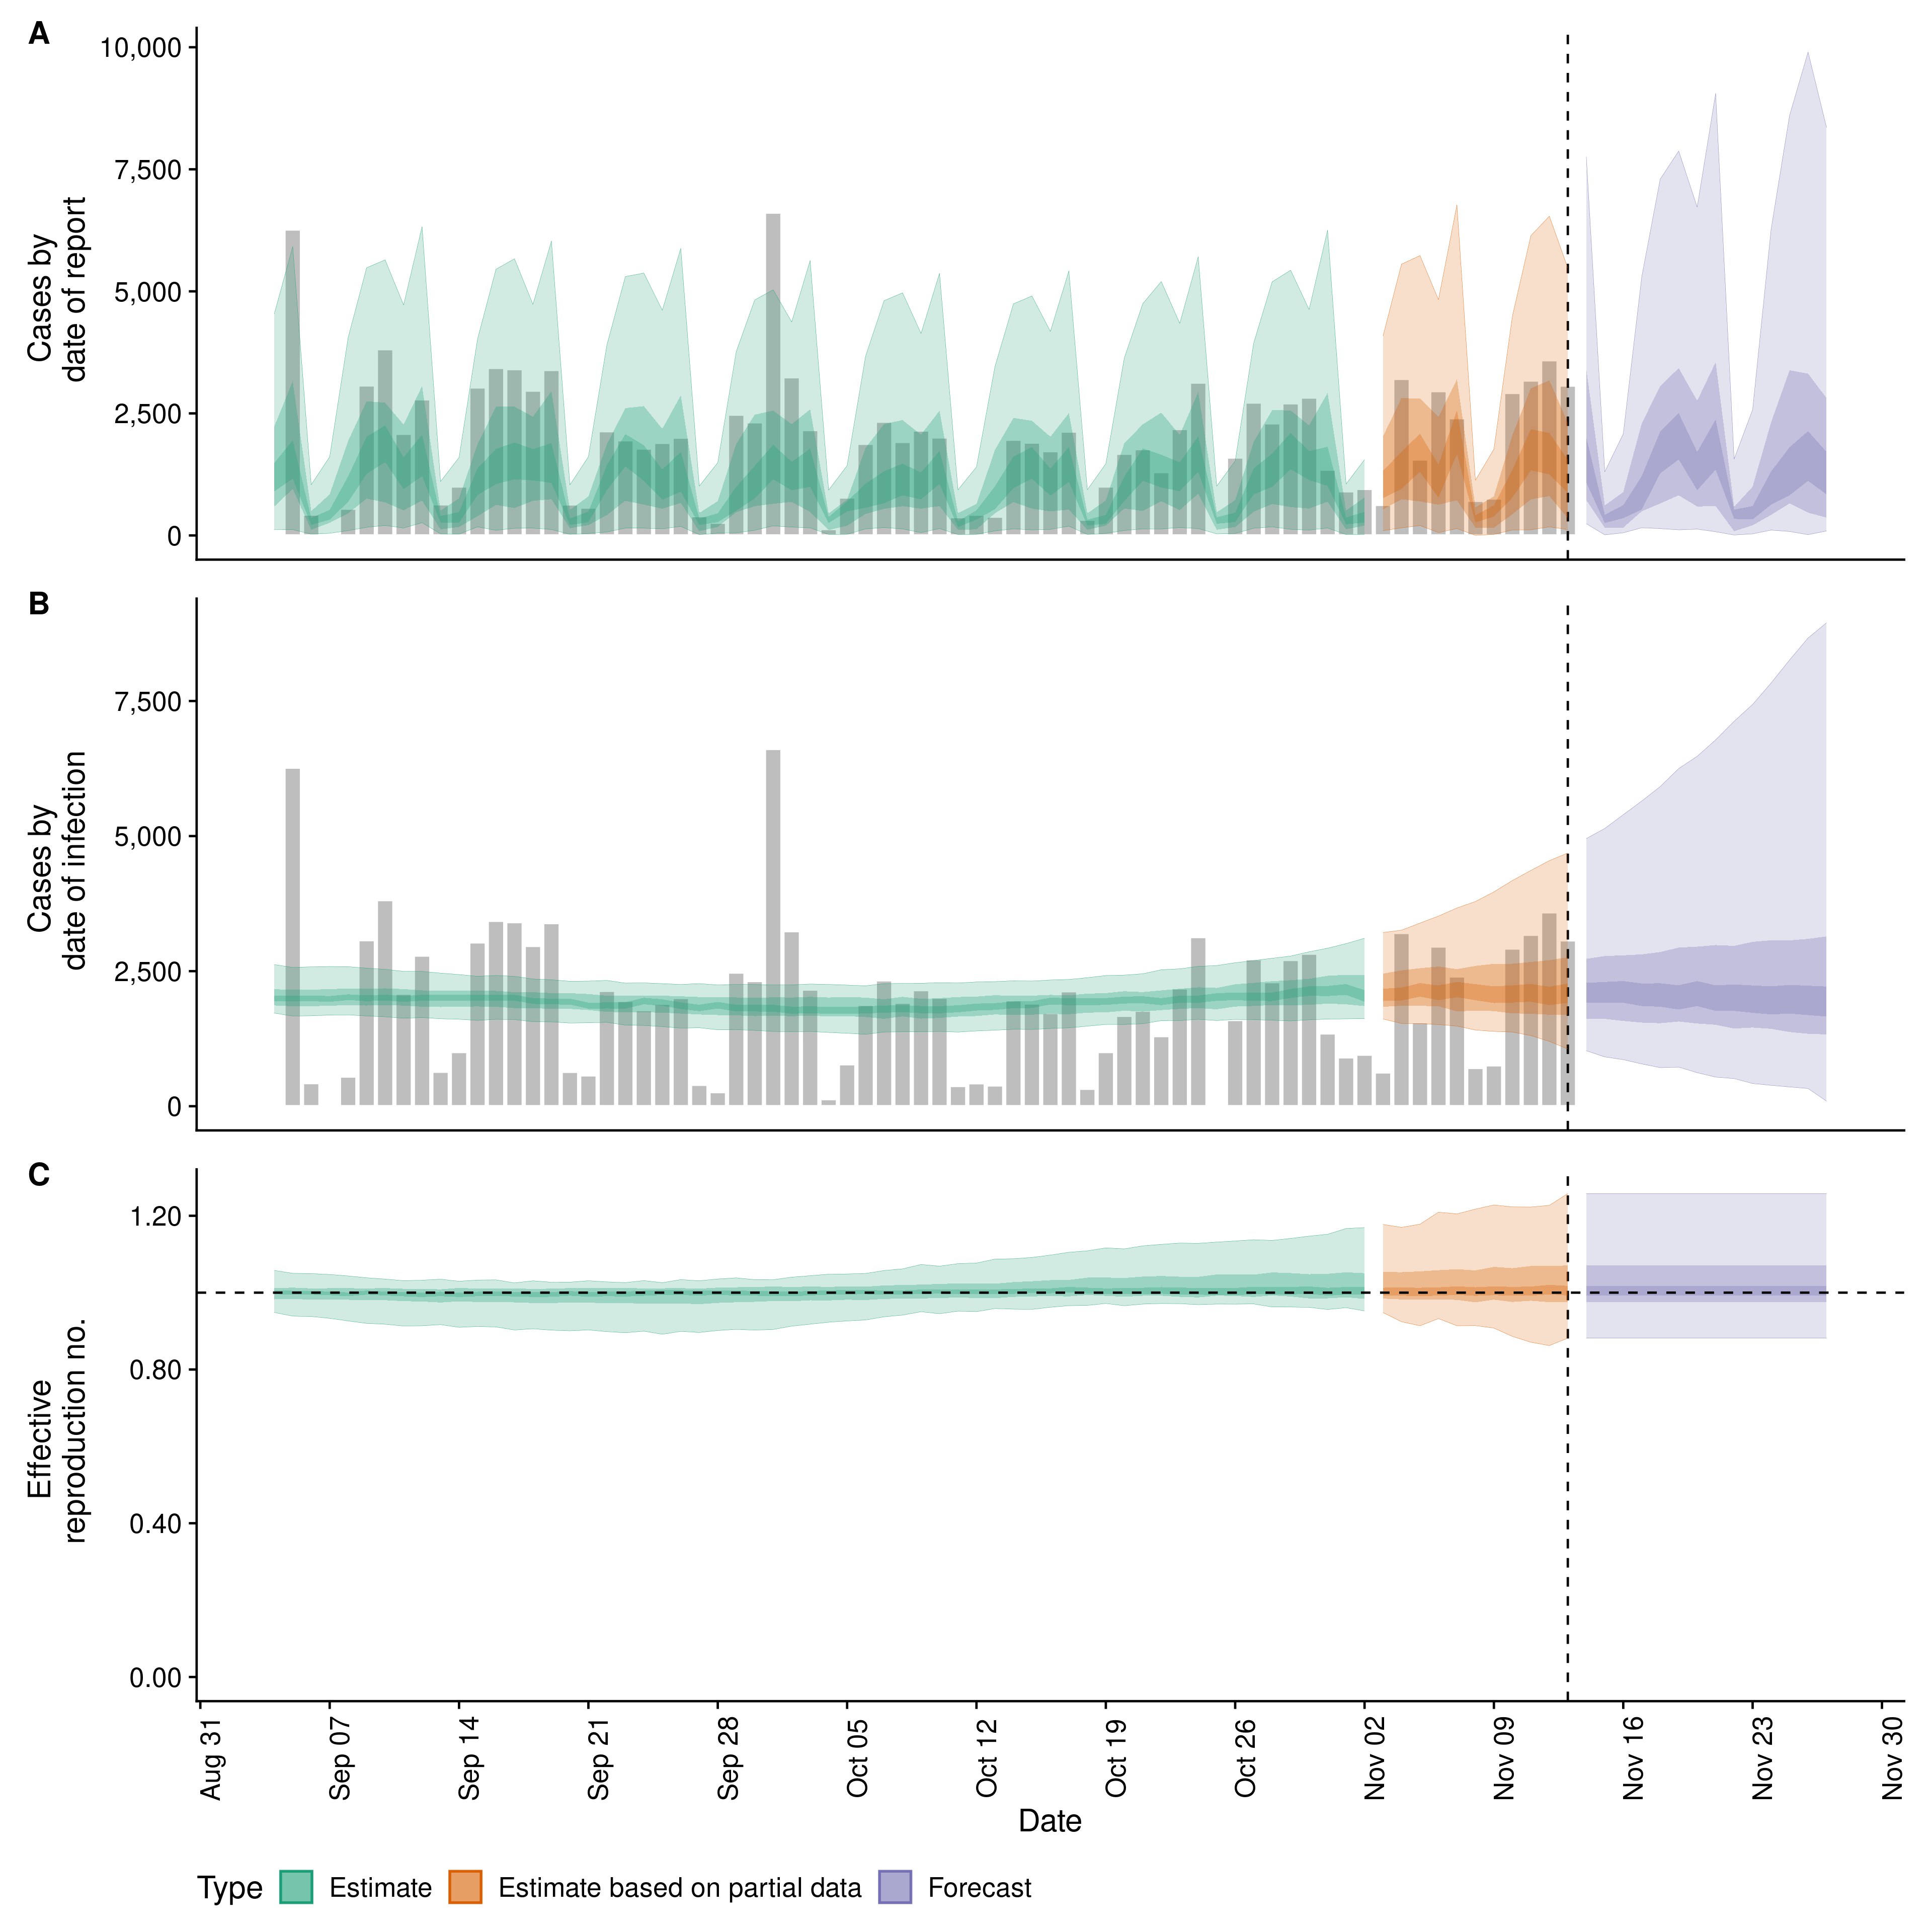 A
10,000
7,500
5,000
2,500
0
Cases by
date of report
B
7,500
5,000
2,500
0
Cases by
date of infection
C
1.20
0.80
0.40
0.00
Effective
reproduction no.
Aug 31
Sep 07
Sep 14
Sep 21
Sep 28
Oct 05
Oct 12
Oct 19
Oct 26
Nov 02
Nov 09
Nov 16
Nov 23
Nov 30
Date
Type Estimate Estimate based on partial data Forecast